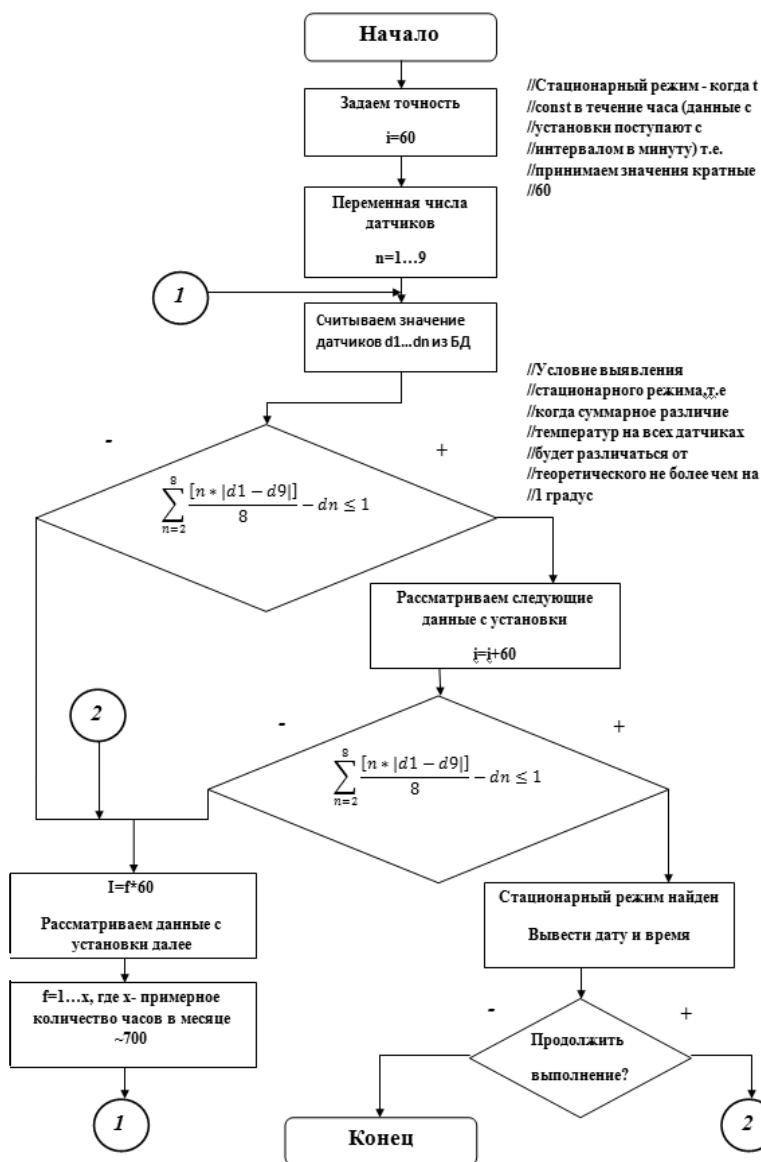 Начало
Задаем точность
i=60
//Стационарный режим - когда t
//const в течение часа (данные с
//установки поступают с
//интервалом в минуту) т.е.
//принимаем значения кратные
//60
Переменная числа
датчиков
n=1…9
1
Считываем значение
датчиков d1…dn из БД
//Условие выявления
//стационарного режима,т.е
//когда суммарное различие
//температур на всех датчиках
//будет различаться от
//теоретического не более чем на
//1 градус
-
+
8
∑ [n * |d1 − d9|] / 8 − dn ≤ 1
n=2
Рассматриваем следующие
данные с установки
i=i+60
2
-
+
8
∑ [n * |d1 − d9|] / 8 − dn ≤ 1
n=2
I=f*60
Рассматриваем данные с
установки далее
Стационарный режим найден
Вывести дату и время
f=1…x, где x- примерное
количество часов в месяце
~700
-
+
Продолжить
выполнение?
1
2
Конец